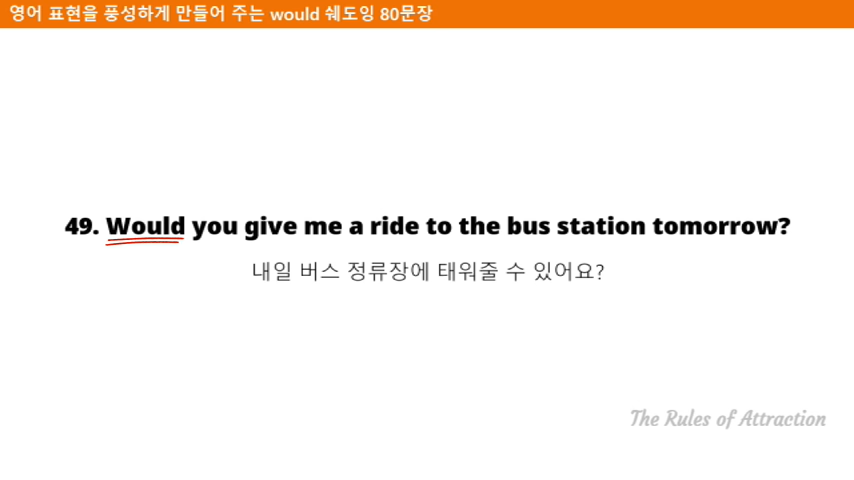 영어 표현을 풍성하게 만들어 주는 would 쉐도잉 80문장
49. Would you give me a ride to the bus station tomorrow?
내일 버스 정류장에 태워줄 수 있어요?
The Rules of Attraction